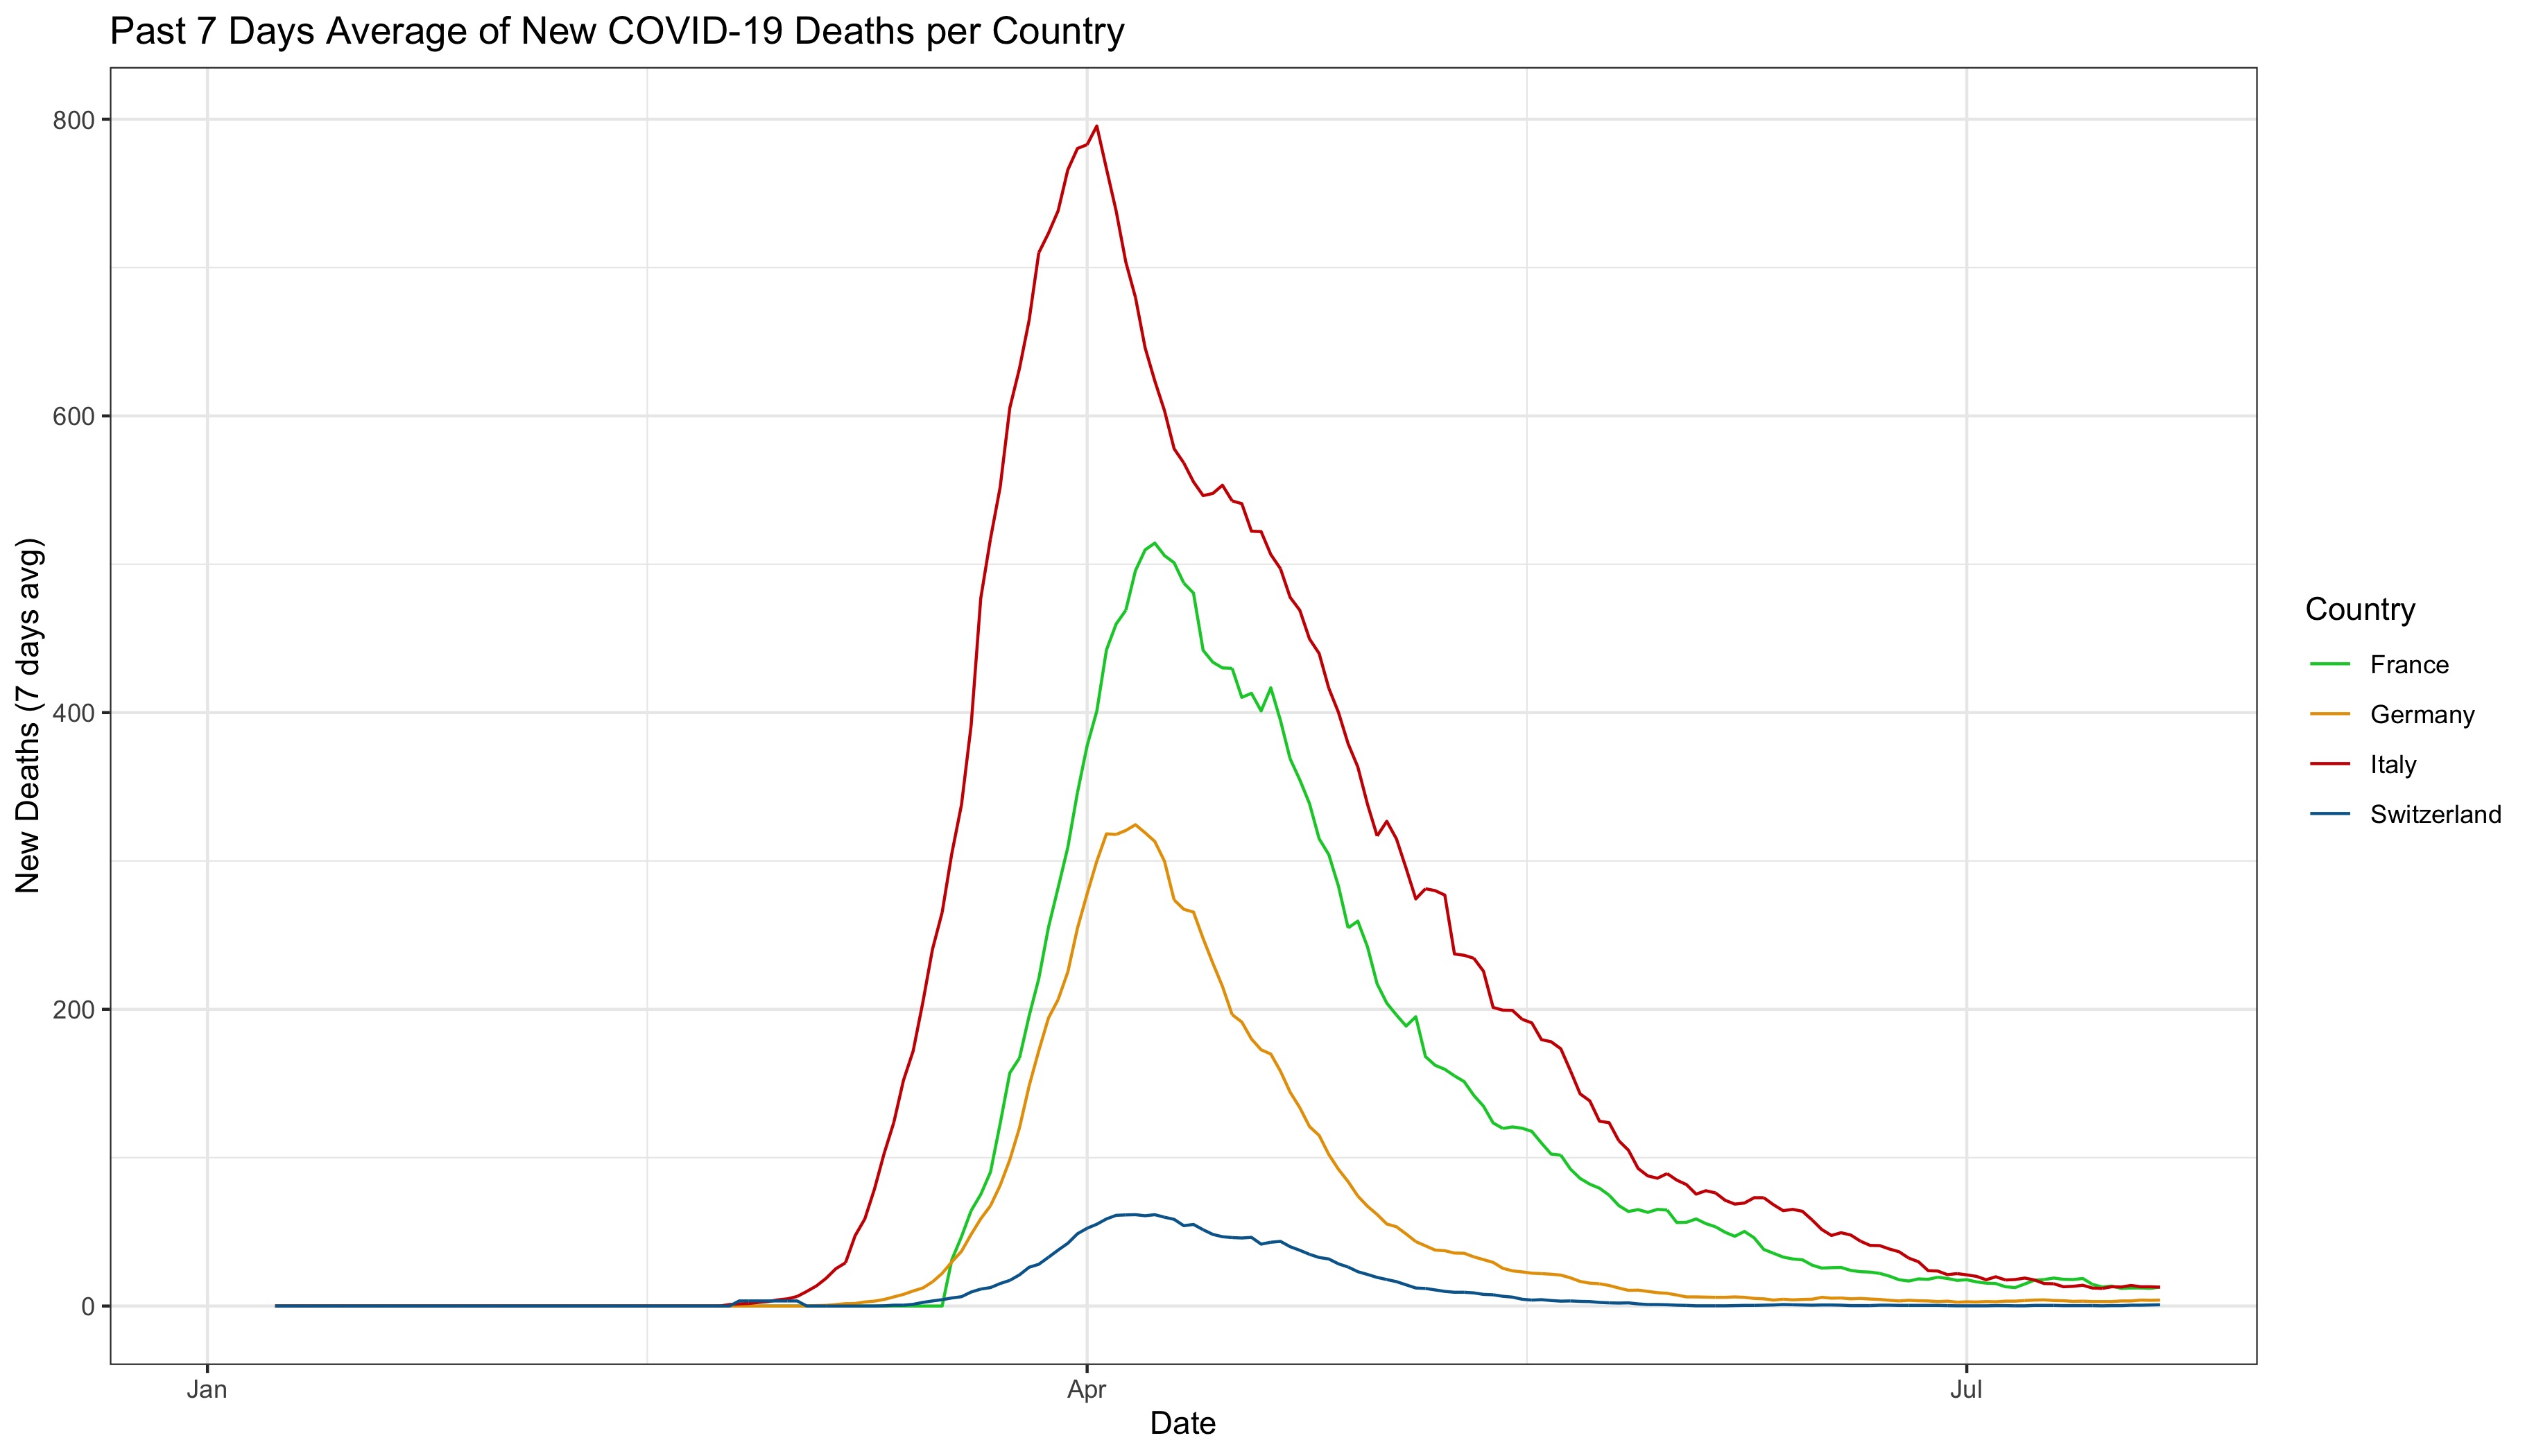 Past 7 Days Average of New COVID-19 Deaths per Country
New Deaths (7 days avg)
800
600
400
200
0
Jan
Apr
Jul
Date
Country
France
Germany
Italy
Switzerland